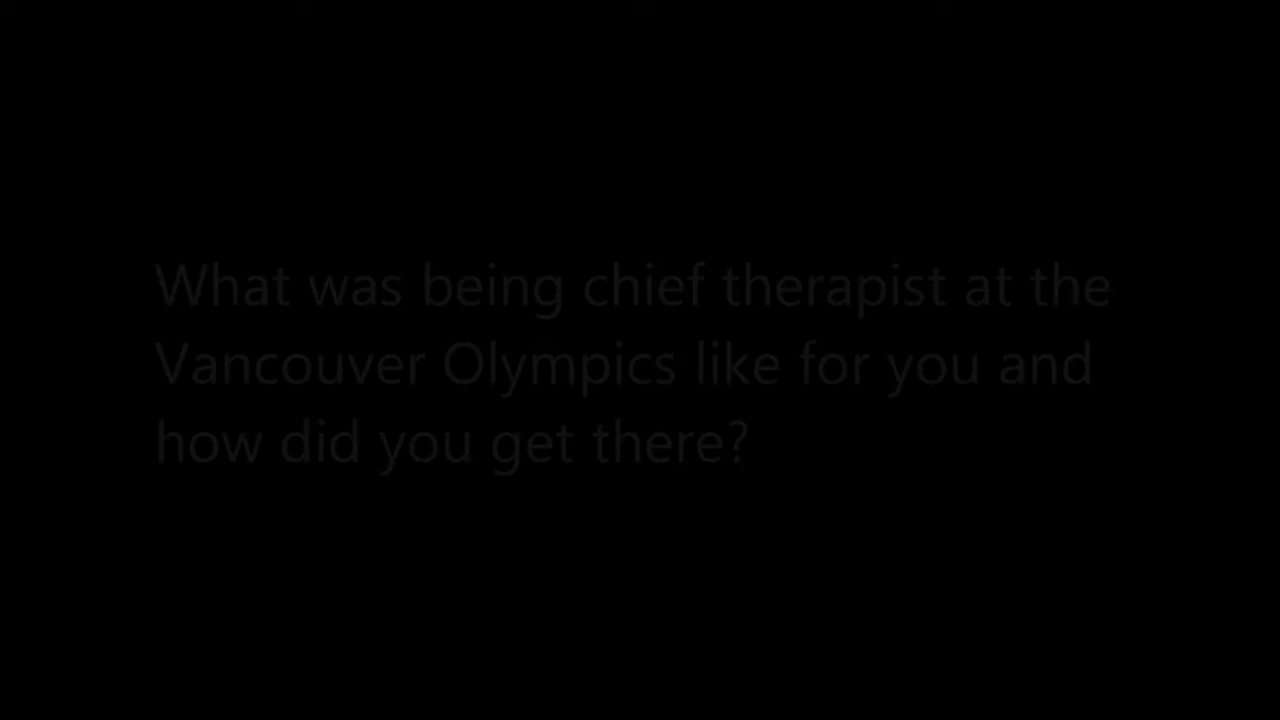 What was being chief therapist at the
Vancouver Olympics like for you and
how did you get there?